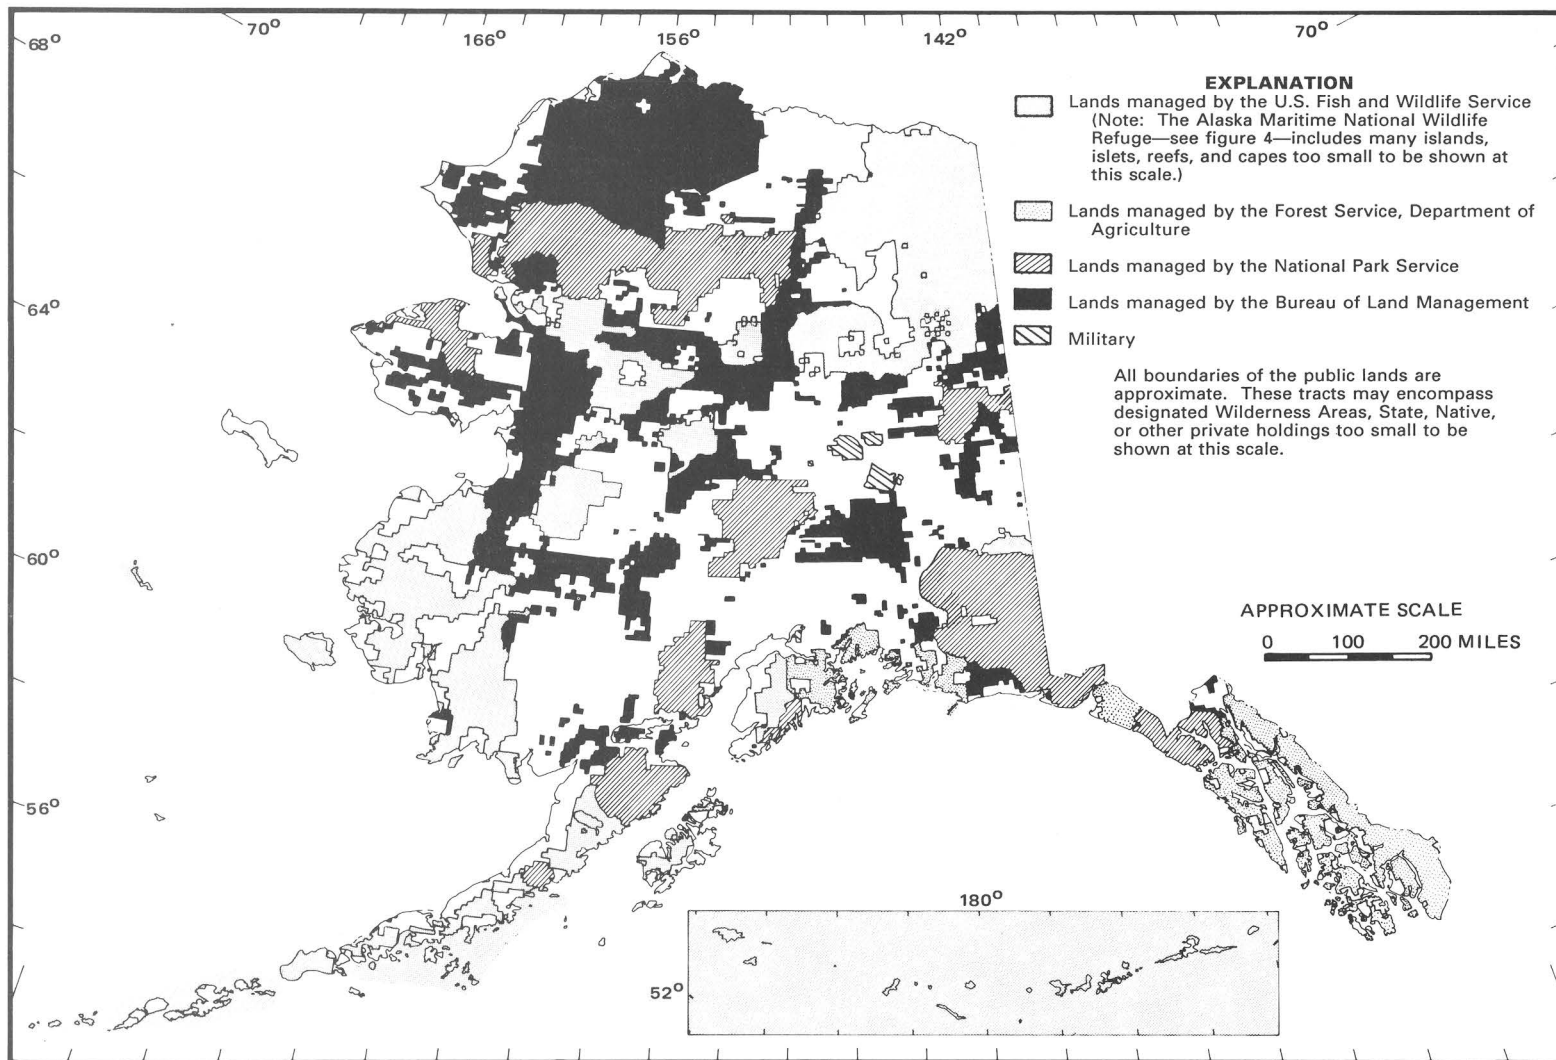 70°
166°
156°
142°
70°
68°
64°
60°
56°
EXPLANATION
Lands managed by the U.S. Fish and Wildlife Service
(Note: The Alaska Maritime National Wildlife
Refuge—see figure 4—includes many islands,
islets, reefs, and capes too small to be shown at
this scale.)
Lands managed by the Forest Service, Department of
Agriculture
Lands managed by the National Park Service
Lands managed by the Bureau of Land Management
Military
All boundaries of the public lands are
approximate. These tracts may encompass
designated Wilderness Areas, State, Native,
or other private holdings too small to be
shown at this scale.
APPROXIMATE SCALE
0 100 200 MILES
180°
52°